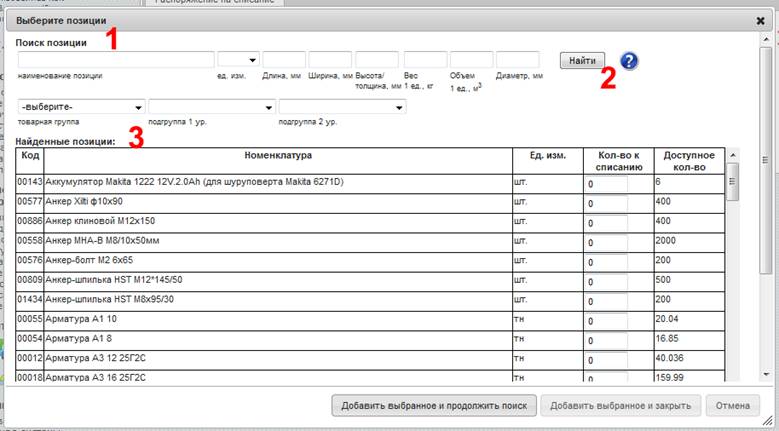 Распоряжение на списание
Выберите позиции
1
Поиск позиции
Найти
2
?
наименование позиции ед. изм. Длина, мм Ширина, мм Высота/ толщина, мм Вес 1 ед., кг Объем 1 ед., м³ Диаметр, мм
-выберите-
товарная группа подгруппа 1 ур. подгруппа 2 ур.
3
Найденные позиции:
Код Номенклатура Ед. изм. Кол-во к списанию Доступное кол-во
00143 Аккумулятор Makita 1222 12V.2.0Ah (для шуруповерта Makita 6271D) шт. 0 6
00577 Анкер Xilti ф10х90 шт. 0 400
00886 Анкер клиновой М12х150 шт. 0 400
00558 Анкер МНА-В М8/10х50мм шт. 0 2000
00576 Анкер-болт М2 6х65 шт. 0 200
00809 Анкер-шпилька HST М12*145/50 шт. 0 500
01434 Анкер-шпилька HST М8х95/30 шт. 0 200
00055 Арматура А1 10 тн 0 20.04
00054 Арматура А1 8 тн 0 16.85
00012 Арматура А3 12 25Г2С тн 0 40.036
00018 Арматура А3 16 25Г2С тн 0 159.99
Добавить выбранное и продолжить поиск Добавить выбранное и закрыть Отмена